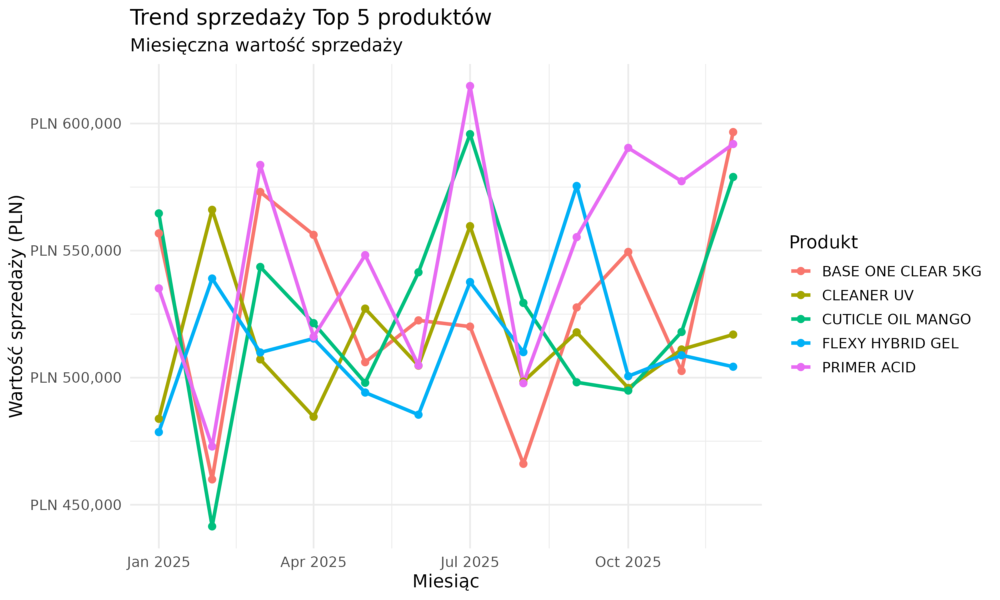 Trend sprzedaży Top 5 produktów
Miesięczna wartość sprzedaży
Wartość sprzedaży (PLN)
PLN 600,000
PLN 550,000
PLN 500,000
PLN 450,000
Jan 2025
Apr 2025
Jul 2025
Oct 2025
Miesiąc
Produkt
BASE ONE CLEAR 5KG
CLEANER UV
CUTICLE OIL MANGO
FLEXY HYBRID GEL
PRIMER ACID